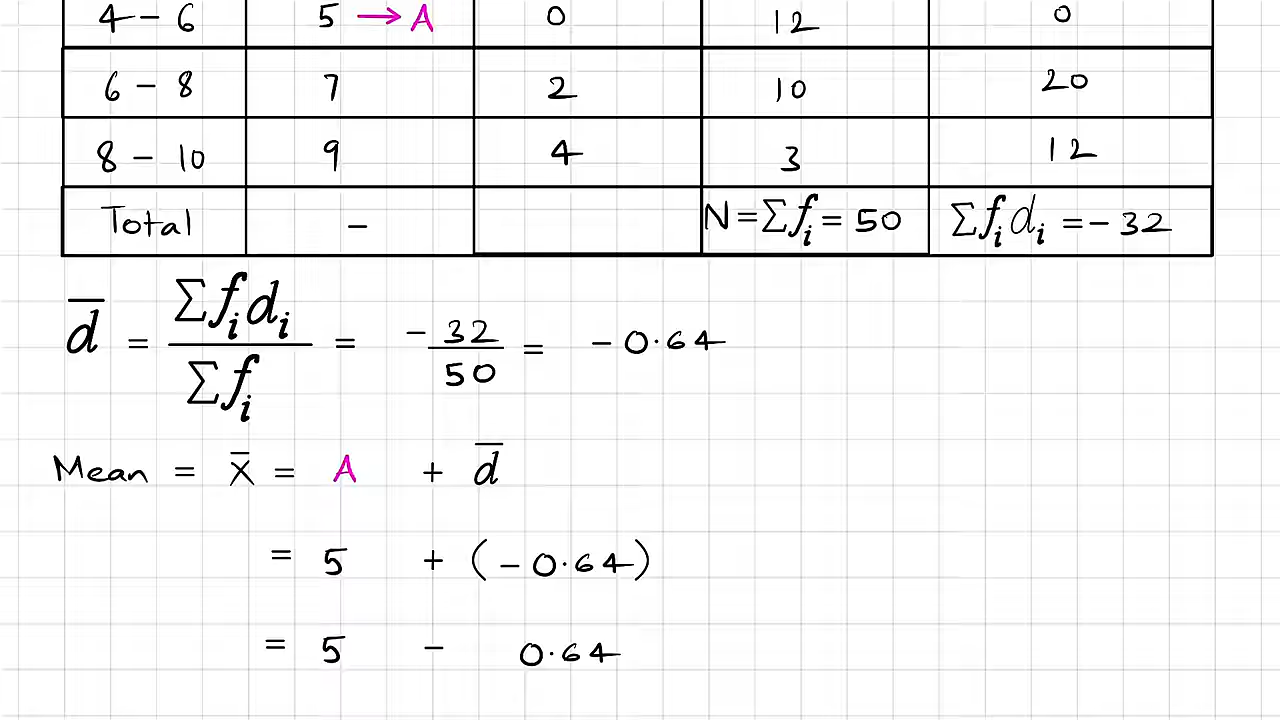 4 - 6 5 → A 0 12 0
6 - 8 7 2 10 20
8 - 10 9 4 3 12
Total - N = Σfᵢ = 50 Σfᵢdᵢ = - 32
d̅ = Σfᵢdᵢ / Σfᵢ = -32 / 50 = - 0.64
Mean = x̅ = A + d̅
= 5 + (- 0.64)
= 5 - 0.64